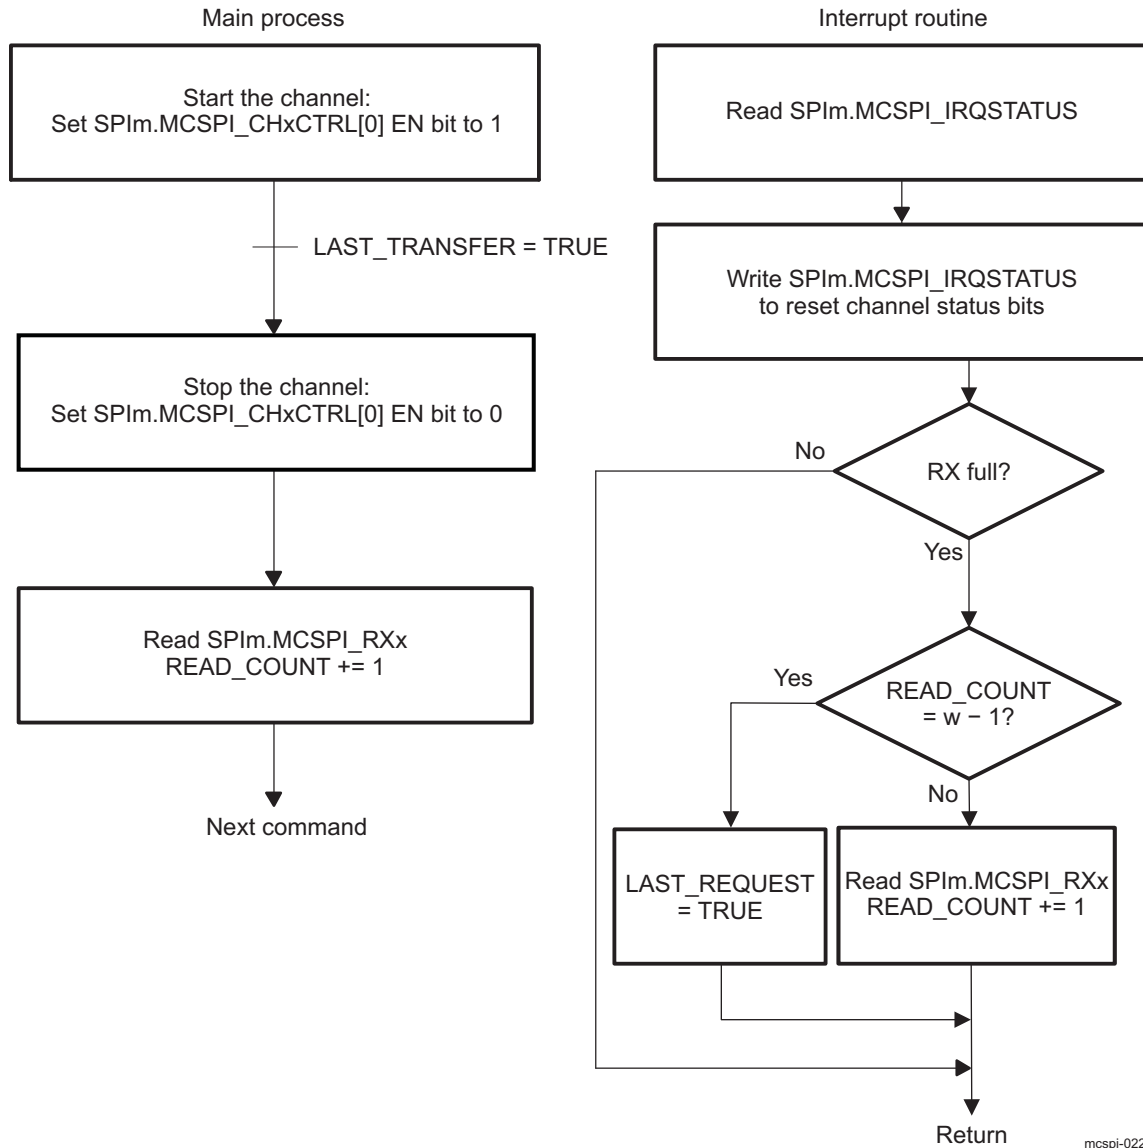 Main process
Start the channel:
Set SPIm.MCSPI_CHxCTRL[0] EN bit to 1
LAST_TRANSFER = TRUE
Stop the channel:
Set SPIm.MCSPI_CHxCTRL[0] EN bit to 0
Read SPIm.MCSPI_RXx
READ_COUNT += 1
Next command
Interrupt routine
Read SPIm.MCSPI_IRQSTATUS
Write SPIm.MCSPI_IRQSTATUS
to reset channel status bits
No
RX full?
Yes
Yes
READ_COUNT
= w − 1?
No
LAST_REQUEST
= TRUE
Read SPIm.MCSPI_RXx
READ_COUNT += 1
Return
mcspi-022